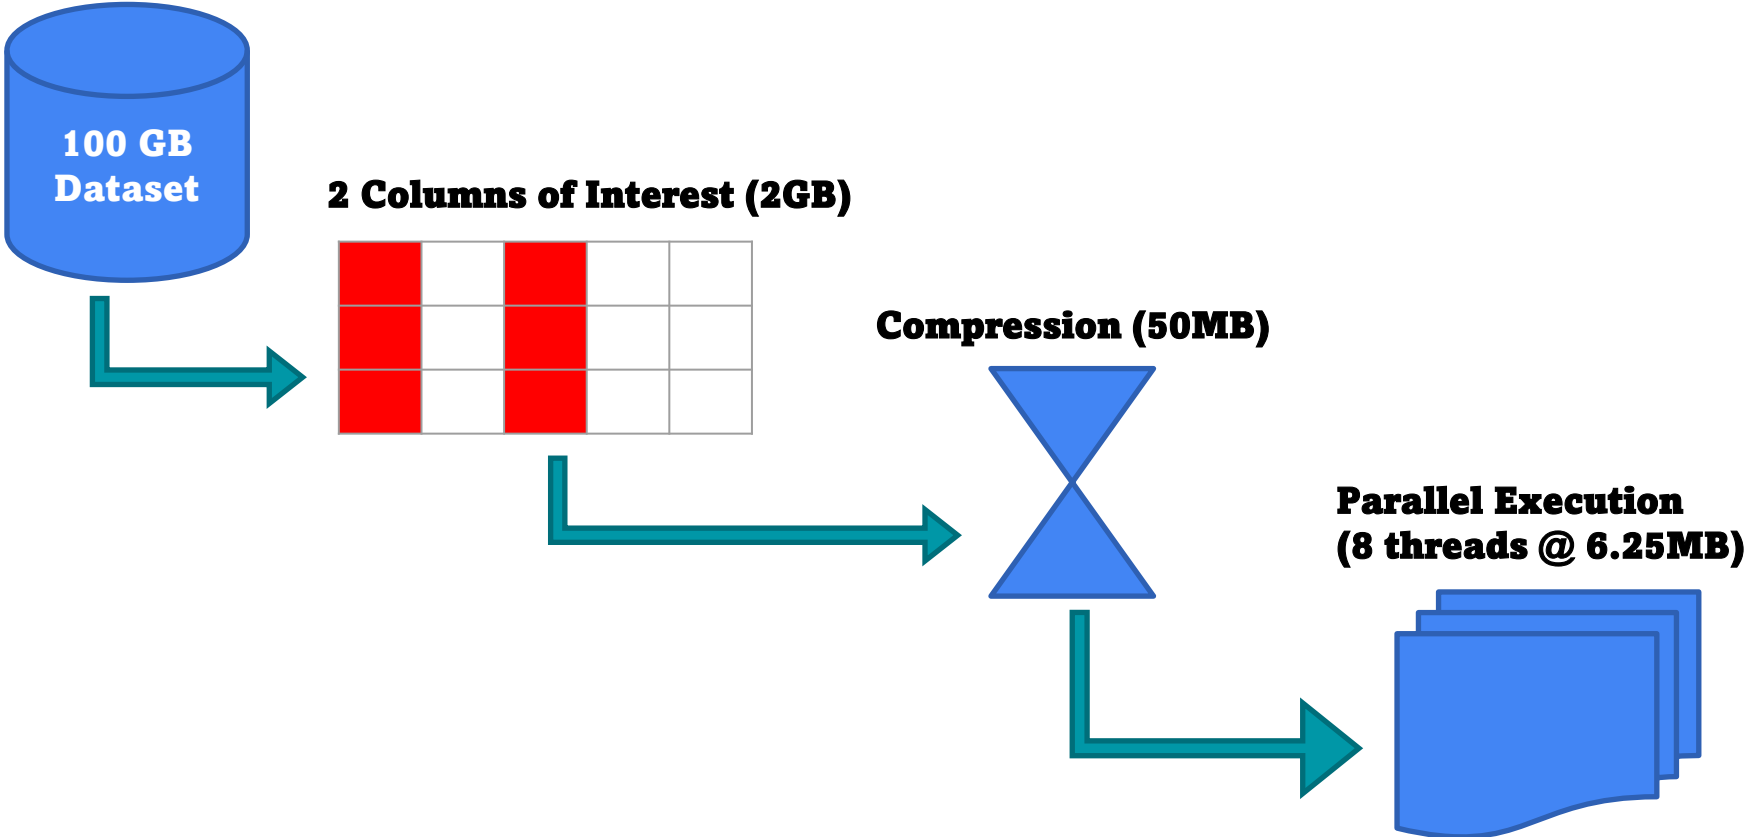 100 GB
Dataset
2 Columns of Interest (2GB)
Compression (50MB)
Parallel Execution
(8 threads @ 6.25MB)